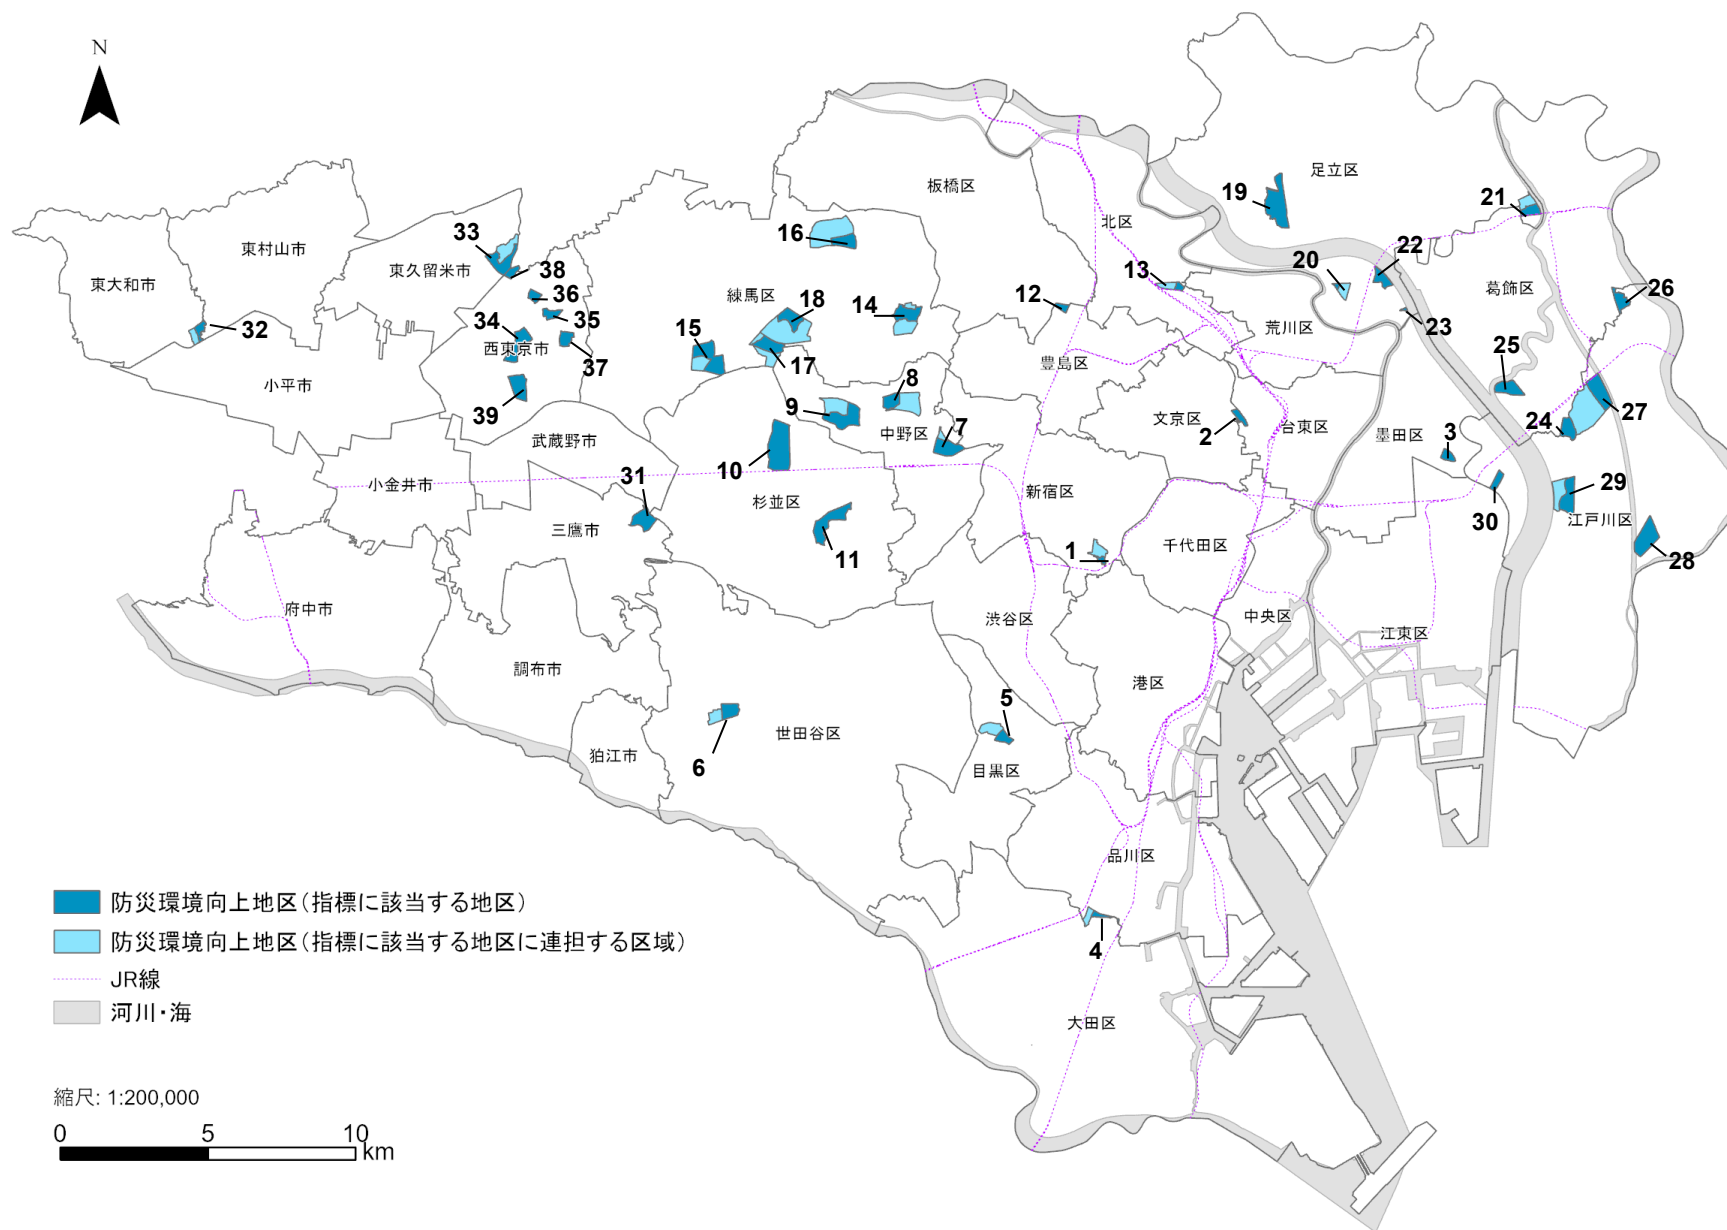 N
足立区
板橋区
19
21
北区
33
16
東村山市
22
38
東久留米市
20
13
東大和市
葛飾区
26
36
12
練馬区
18
14
32
34
35
荒川区
23
15
西東京市
17
豊島区
25
37
小平市
8
39
9
文京区
27
7
2
台東区
24
武蔵野市
中野区
墨田区
3
10
小金井市
29
31
新宿区
杉並区
30
江戸川区
三鷹市
1
千代田区
11
28
府中市
渋谷区
中央区
江東区
調布市
港区
5
世田谷区
狛江市
6
目黒区
品川区
防災環境向上地区(指標に該当する地区)
防災環境向上地区(指標に該当する地区に連担する区域)
4
JR線
河川・海
大田区
縮尺: 1:200,000
0 5 10
km